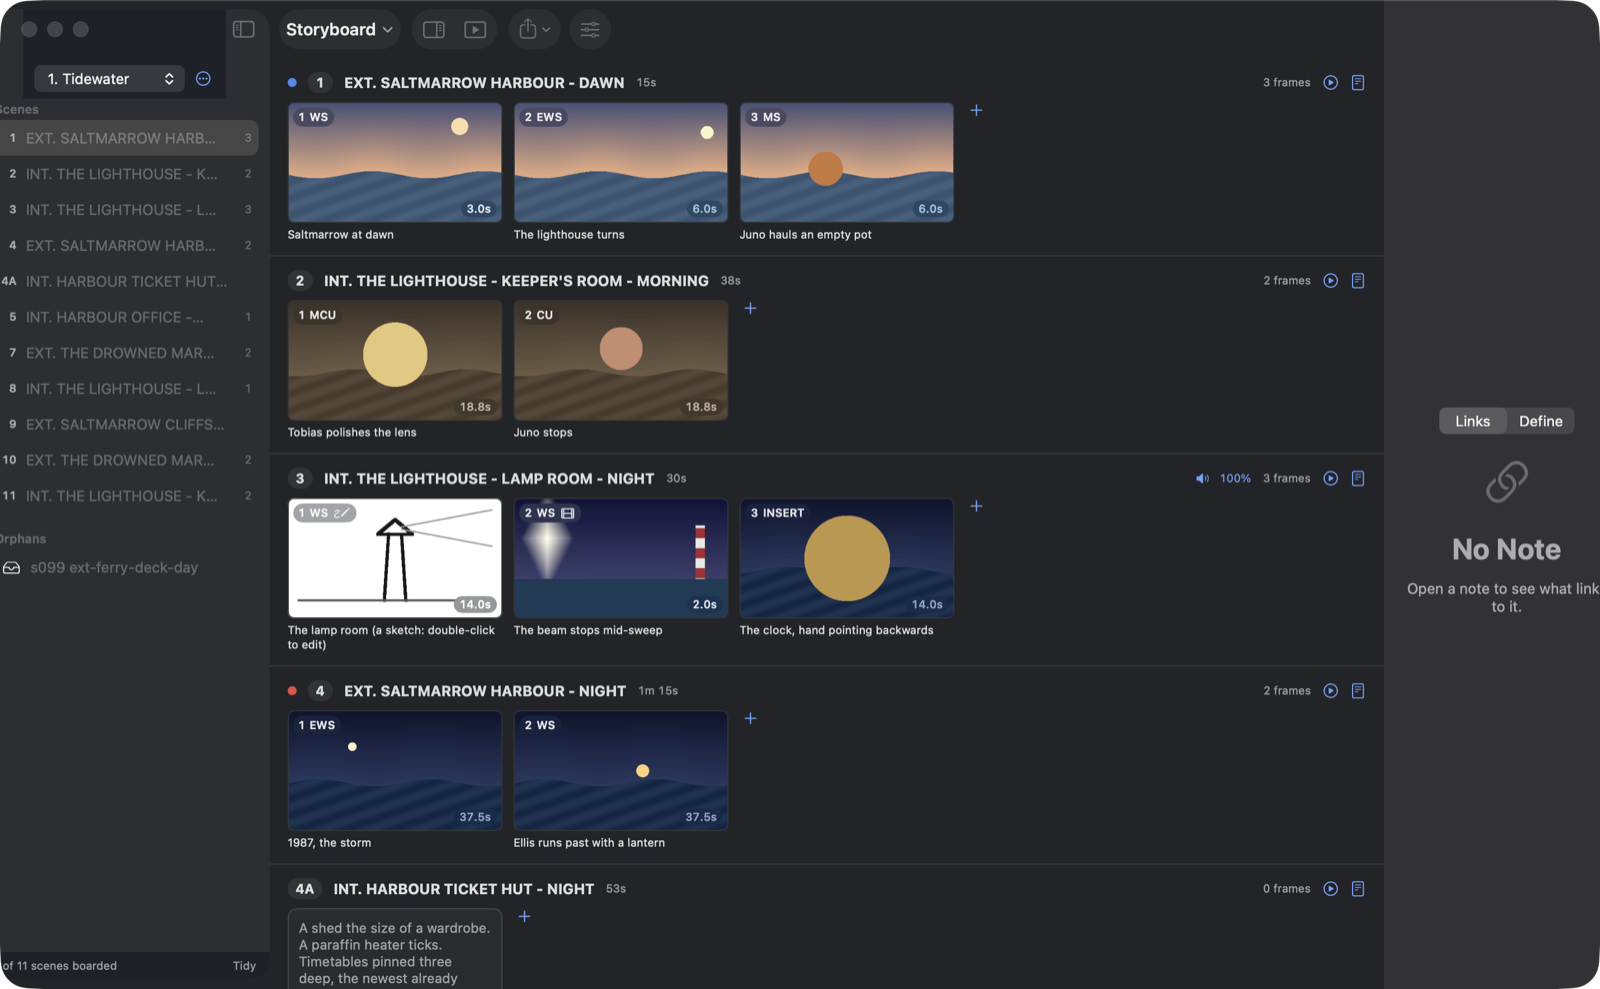 Storyboard
1. Tidewater
Scenes
1 EXT. SALTMARROW HARB... 3
2 INT. THE LIGHTHOUSE - K... 2
3 INT. THE LIGHTHOUSE - L... 3
4 EXT. SALTMARROW HARB... 2
4A INT. HARBOUR TICKET HUT...
5 INT. HARBOUR OFFICE -... 1
7 EXT. THE DROWNED MAR... 2
8 INT. THE LIGHTHOUSE - L... 1
9 EXT. SALTMARROW CLIFFS...
10 EXT. THE DROWNED MAR... 2
11 INT. THE LIGHTHOUSE - K... 2
Orphans
s099 ext-ferry-deck-day
of 11 scenes boarded Tidy
1 EXT. SALTMARROW HARBOUR - DAWN 15s 3 frames
1 WS 2 EWS 3 MS
3.0s 6.0s 6.0s
Saltmarrow at dawn The lighthouse turns Juno hauls an empty pot
2 INT. THE LIGHTHOUSE - KEEPER'S ROOM - MORNING 38s 2 frames
1 MCU 2 CU
18.8s 18.8s
Tobias polishes the lens Juno stops
3 INT. THE LIGHTHOUSE - LAMP ROOM - NIGHT 30s 100% 3 frames
1 WS 2 WS 3 INSERT
14.0s 2.0s 14.0s
The lamp room (a sketch: double-click
to edit)
The beam stops mid-sweep
The clock, hand pointing backwards
4 EXT. SALTMARROW HARBOUR - NIGHT 1m 15s 2 frames
1 EWS 2 WS
37.5s 37.5s
1987, the storm Ellis runs past with a lantern
4A INT. HARBOUR TICKET HUT - NIGHT 53s 0 frames
A shed the size of a wardrobe.
A paraffin heater ticks.
Timetables pinned three
deep, the newest already
Links Define
No Note
Open a note to see what link
to it.